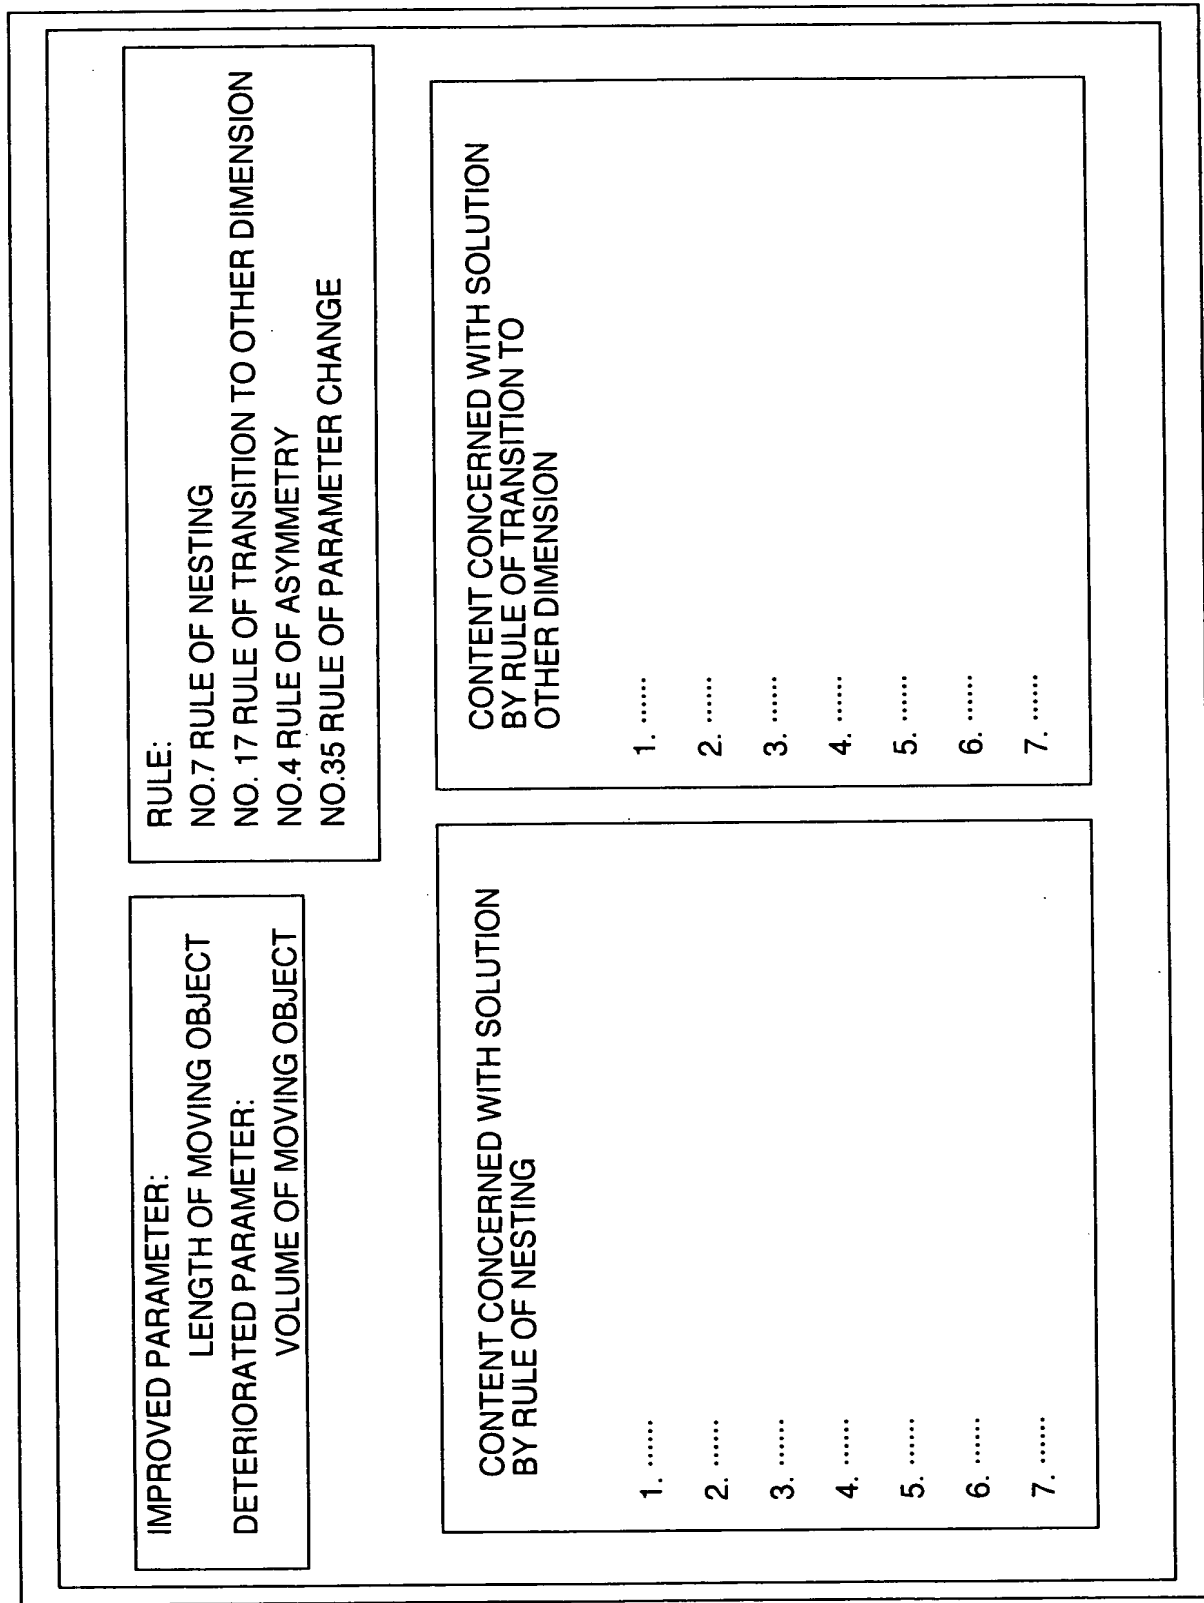 IMPROVED PARAMETER:
LENGTH OF MOVING OBJECT
DETERIORATED PARAMETER:
VOLUME OF MOVING OBJECT
RULE:
NO.7 RULE OF NESTING
NO. 17 RULE OF TRANSITION TO OTHER DIMENSION
NO.4 RULE OF ASYMMETRY
NO.35 RULE OF PARAMETER CHANGE
CONTENT CONCERNED WITH SOLUTION
BY RULE OF NESTING
1. ......
2. ......
3. ......
4. ......
5. ......
6. ......
7. ......
CONTENT CONCERNED WITH SOLUTION
BY RULE OF TRANSITION TO
OTHER DIMENSION
1. ......
2. ......
3. ......
4. ......
5. ......
6. ......
7. ......